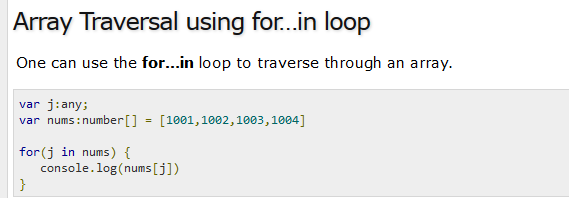 Array Traversal using for…in loop
One can use the for…in loop to traverse through an array.
var j:any;
var nums:number[] = [1001,1002,1003,1004]
for(j in nums) {
console.log(nums[j])
}